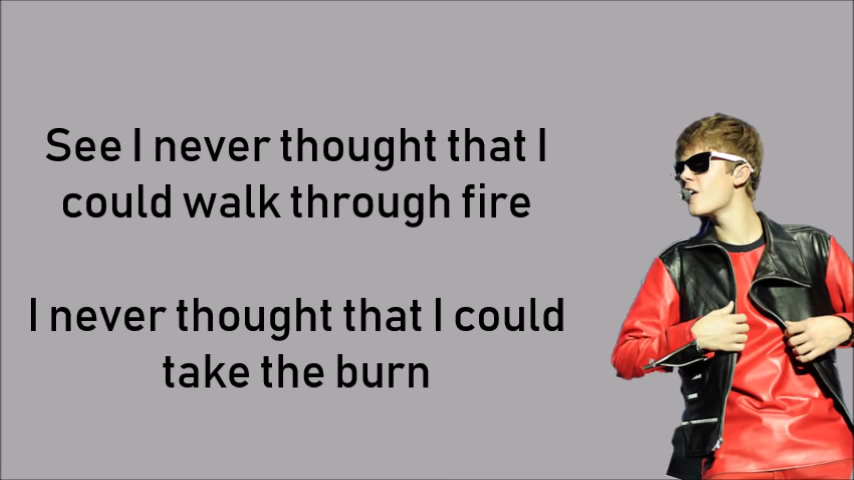 See I never thought that I
could walk through fire
I never thought that I could
take the burn